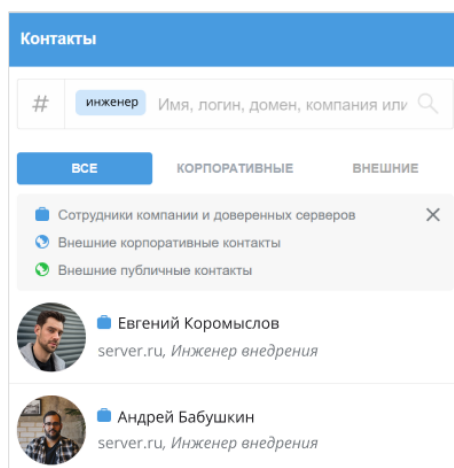 Контакты
# инженер Имя, логин, домен, компания или
ВСЕ КОРПОРАТИВНЫЕ ВНЕШНИЕ
Сотрудники компании и доверенных серверов
Внешние корпоративные контакты
Внешние публичные контакты
Евгений Коромыслов
server.ru, Инженер внедрения
Андрей Бабушкин
server.ru, Инженер внедрения